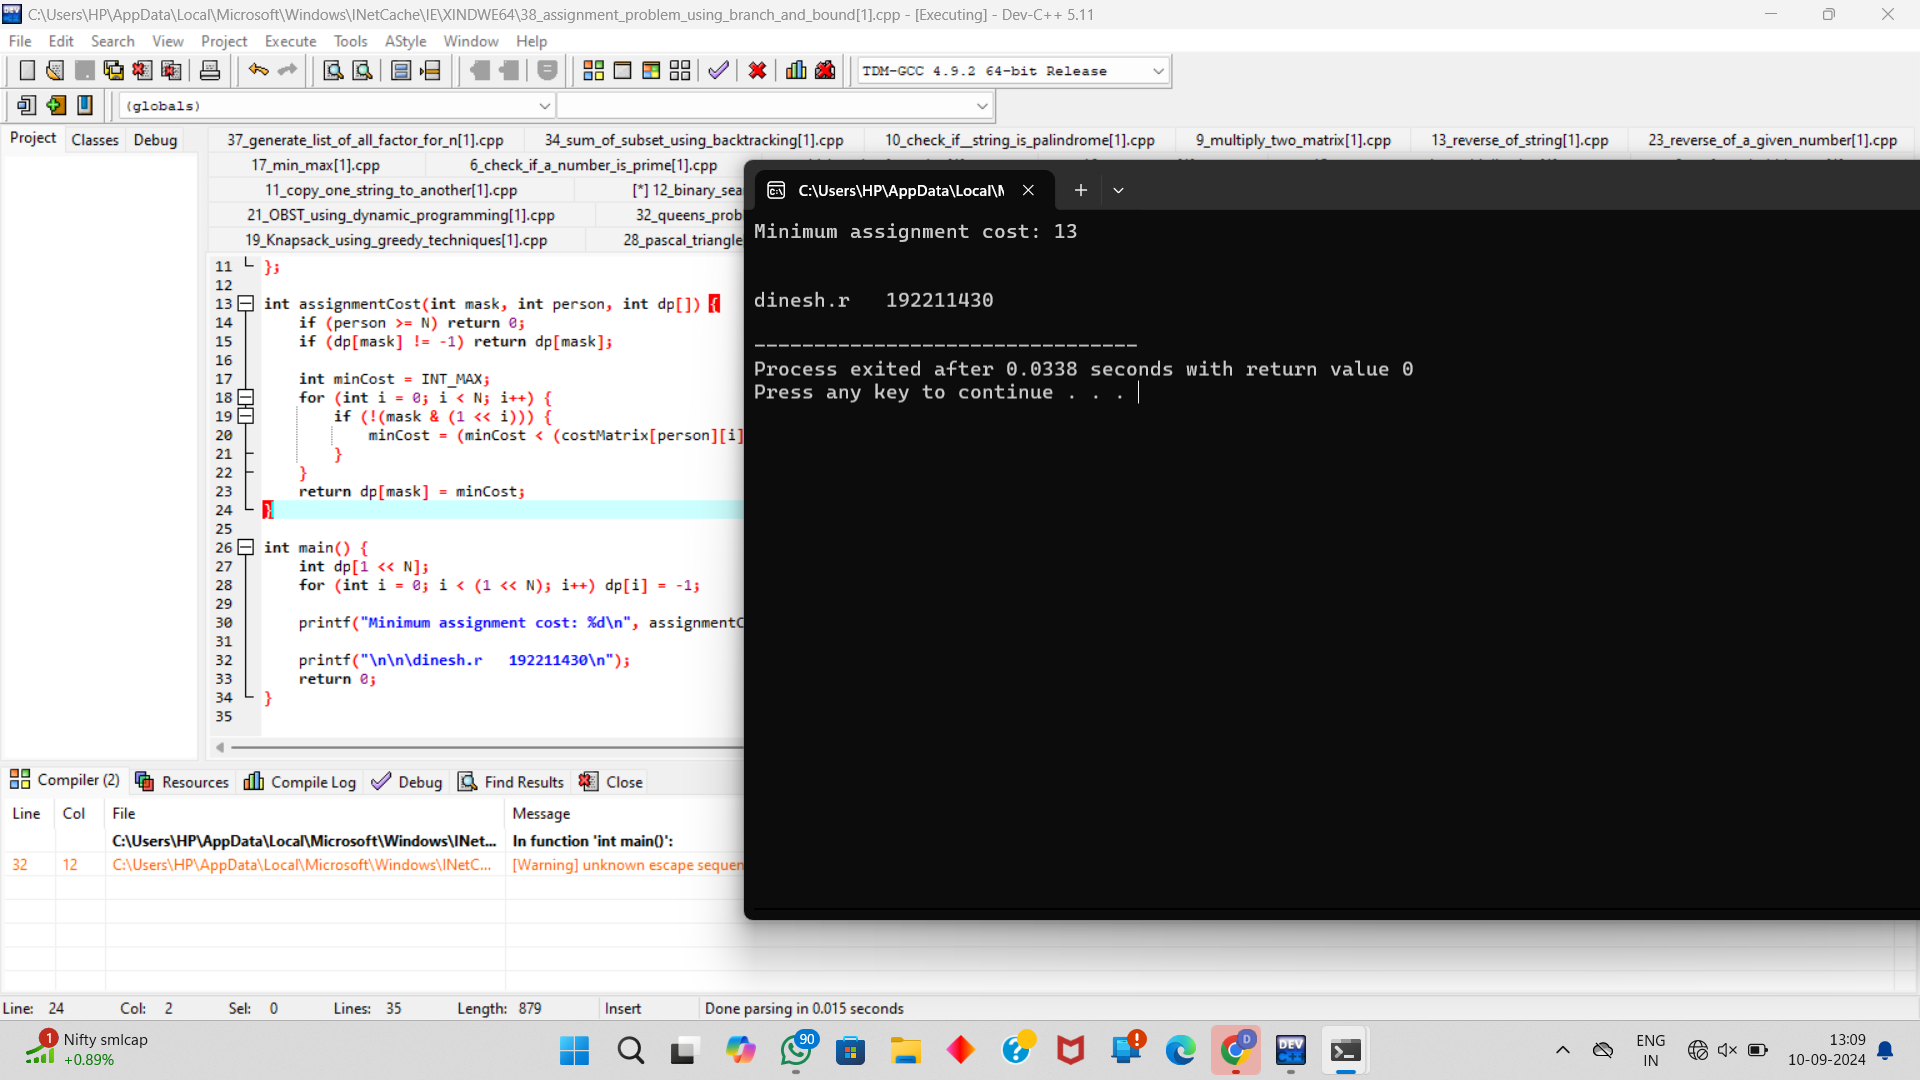 C:\Users\HP\AppData\Local\Microsoft\Windows\INetCache\IE\XINDWE64\38_assignment_problem_using_branch_and_bound[1].cpp - [Executing] - Dev-C++ 5.11
File Edit Search View Project Execute Tools AStyle Window Help
TDM-GCC 4.9.2 64-bit Release
(globals)
Project Classes Debug
37_generate_list_of_all_factor_for_n[1].cpp 34_sum_of_subset_using_backtracking[1].cpp 10_check_if__string_is_palindrome[1].cpp 9_multiply_two_matrix[1].cpp 13_reverse_of_string[1].cpp 23_reverse_of_a_given_number[1].cpp
17_min_max[1].cpp 6_check_if_a_number_is_prime[1].cpp
11_copy_one_string_to_another[1].cpp [*] 12_binary_sea
21_OBST_using_dynamic_programming[1].cpp 32_queens_prob
19_Knapsack_using_greedy_techniques[1].cpp 28_pascal_triangle
11 };
12
13 int assignmentCost(int mask, int person, int dp[]) {
14 if (person >= N) return 0;
15 if (dp[mask] != -1) return dp[mask];
16
17 int minCost = INT_MAX;
18 for (int i = 0; i < N; i++) {
19 if (!(mask & (1 << i))) {
20 minCost = (minCost < (costMatrix[person][i]
21 }
22 }
23 return dp[mask] = minCost;
24 }
25
26 int main() {
27 int dp[1 << N];
28 for (int i = 0; i < (1 << N); i++) dp[i] = -1;
29
30 printf("Minimum assignment cost: %d\n", assignmentC
31
32 printf("\n\n\dinesh.r   192211430\n");
33 return 0;
34 }
35
C:\Users\HP\AppData\Local\M
Minimum assignment cost: 13
dinesh.r   192211430
--------------------------------
Process exited after 0.0338 seconds with return value 0
Press any key to continue . . .
Compiler (2) Resources Compile Log Debug Find Results Close
Line Col File Message
C:\Users\HP\AppData\Local\Microsoft\Windows\INet... In function 'int main()':
32 12 C:\Users\HP\AppData\Local\Microsoft\Windows\INetC... [Warning] unknown escape sequen
Line: 24 Col: 2 Sel: 0 Lines: 35 Length: 879 Insert Done parsing in 0.015 seconds
1 Nifty smlcap
+0.89%
90
D
DEV
ENG
IN
13:09
10-09-2024